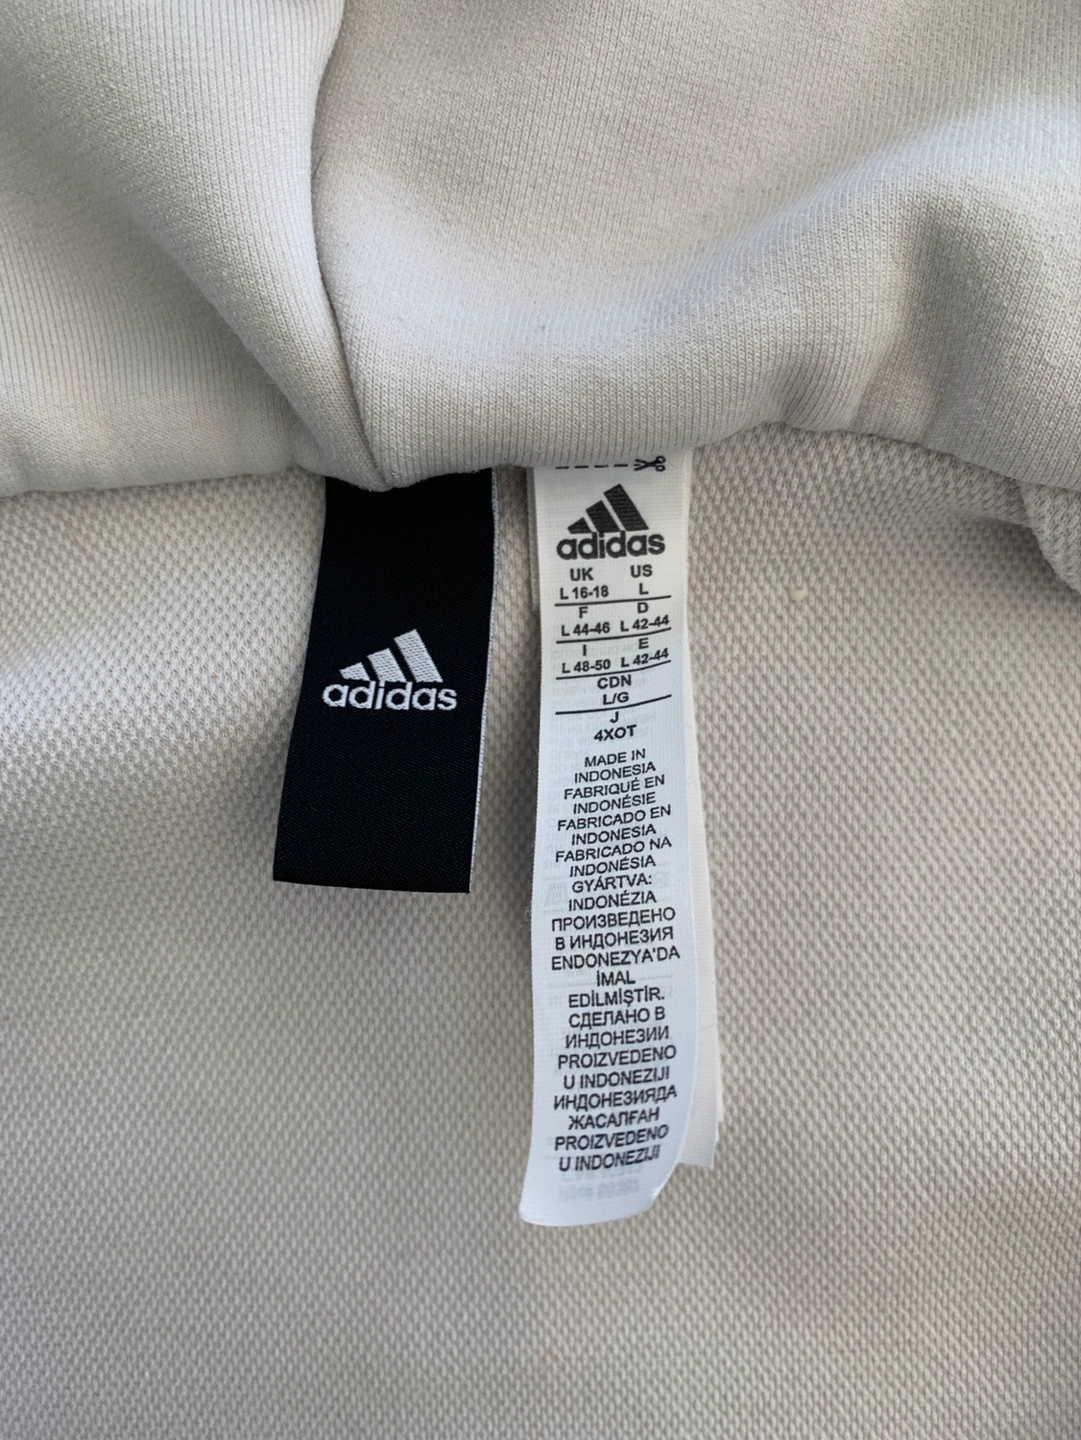 adidas
adidas
UK US
L 16-18 L
F D
L 44-46 L 42-44
I E
L 48-50 L 42-44
CDN
L/G
J
4XOT
MADE IN
INDONESIA
FABRIQUÉ EN
INDONÉSIE
FABRICADO EN
INDONESIA
FABRICADO NA
INDONÉSIA
GYÁRTVA:
INDONÉZIA
ПРОИЗВЕДЕНО
В ИНДОНЕЗИЯ
ENDONEZYA'DA
İMAL
EDİLMİŞTİR.
СДЕЛАНО В
ИНДОНЕЗИИ
PROIZVEDENO
U INDONEZIJI
ИНДОНЕЗИЯДА
ЖАСАЛҒАН
PROIZVEDENO
U INDONEZIJI